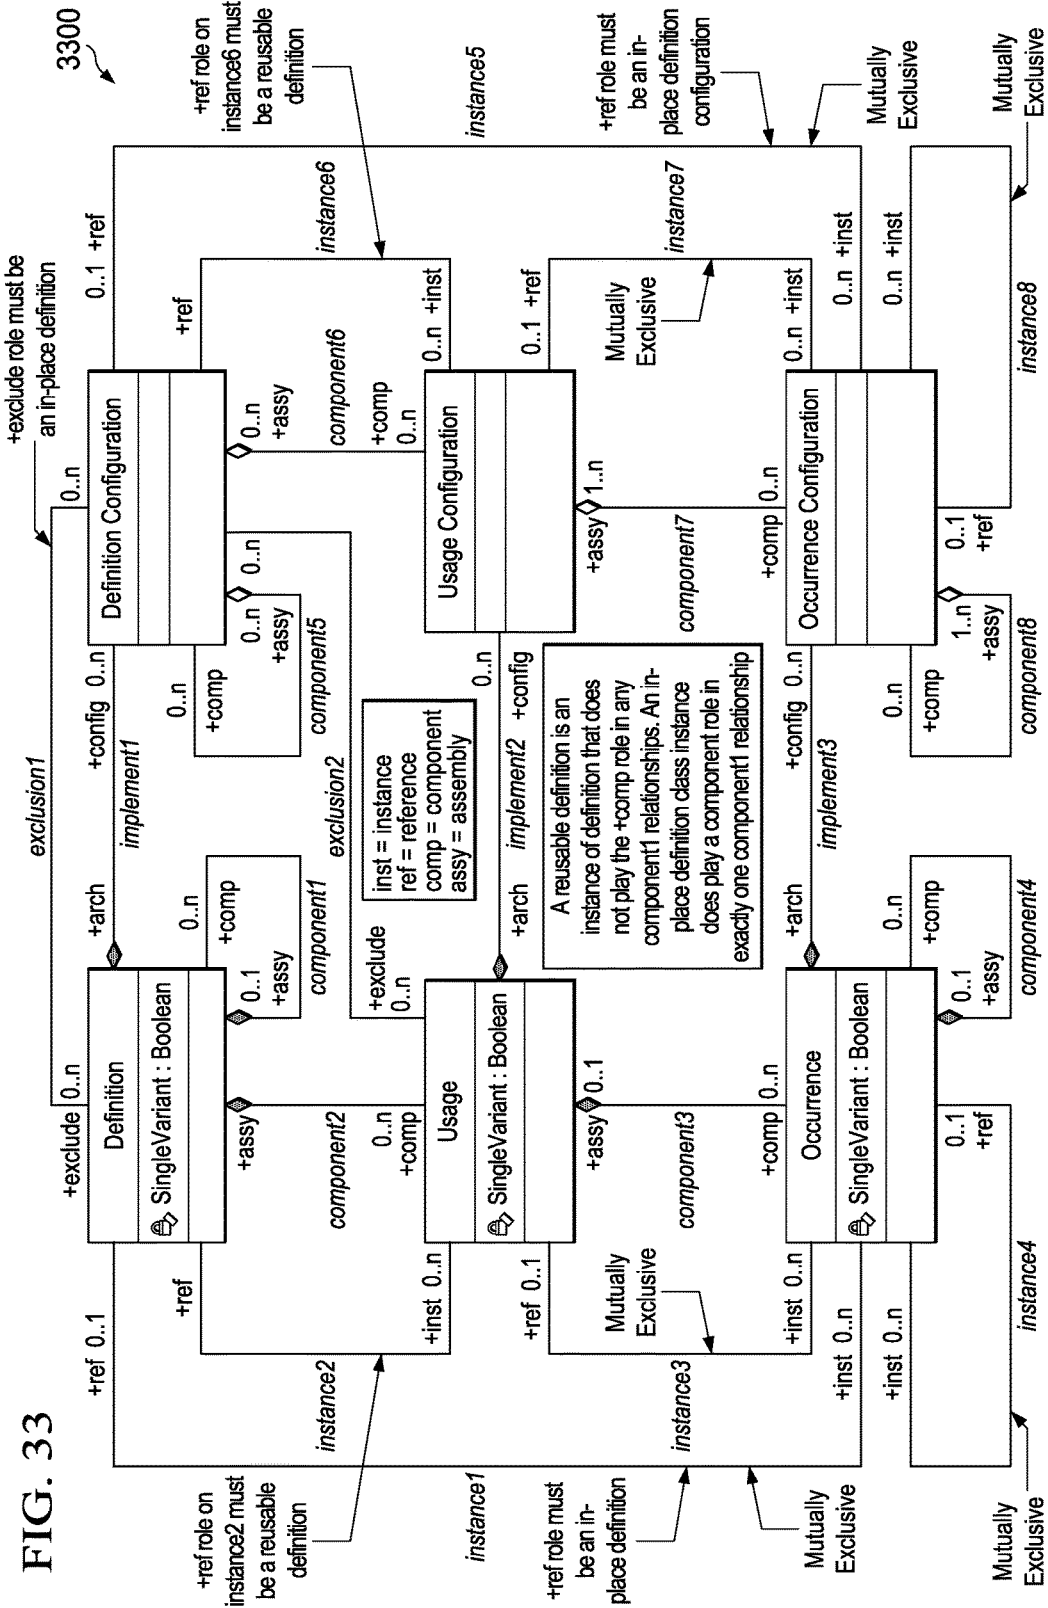 FIG. 33
3300
+exclude role must be
an in-place definition
exclusion1
+exclude
0..n
0..n
+ref 0..1
Definition
SingleVariant : Boolean
+arch
implement1
+config 0..n
Definition Configuration
0..1 +ref
+ref
0..n
+comp
0..n
+comp
+ref
+ref role on
instance2 must
be a reusable
definition
instance2
+assy
component2
0..n
+comp
0..1
+assy
component1
exclusion2
0..n
+assy
component5
0..n
0..n
+assy
component6
+comp
0..n
instance6
+ref role on
instance6 must
be a reusable
definition
+exclude
0..n
inst = instance
ref = reference
comp = component
assy = assembly
+inst 0..n
0..n +inst
instance1
instance5
Usage
SingleVariant : Boolean
+arch
implement2
+config
0..n
Usage Configuration
+ref 0..1
0..1 +ref
+ref role must
be an in-
place definition
Mutually
Exclusive
instance3
+assy
0..1
component3
+comp
0..n
A reusable definition is an
instance of definition that does
not play the +comp role in any
component1 relationships. An in-
place definition class instance
does play a component role in
exactly one component1 relationship
+assy
1..n
component7
+comp
0..n
Mutually
Exclusive
instance7
+ref role must
be an in-
place definition
configuration
+inst 0..n
0..n +inst
Mutually
Exclusive
+inst 0..n
Occurrence
SingleVariant : Boolean
+arch
implement3
+config 0..n
Occurrence Configuration
0..n +inst
Mutually
Exclusive
+inst 0..n
0..n
+comp
0..n
+comp
0..n +inst
0..1
+ref
0..1
+assy
1..n
+assy
0..1
+ref
Mutually
Exclusive
instance4
component4
component8
instance8
Mutually
Exclusive